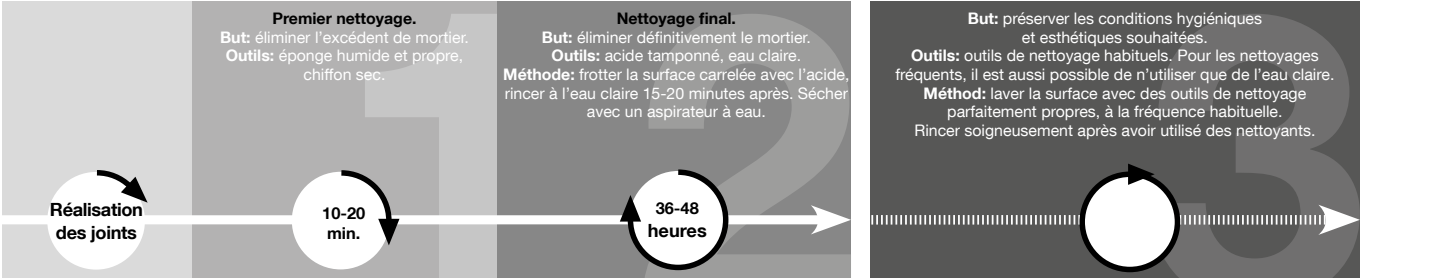 Réalisation
des joints
1
Premier nettoyage.
But: éliminer l'excédent de mortier.
Outils: éponge humide et propre,
chiffon sec.
10-20
min.
2
Nettoyage final.
But: éliminer définitivement le mortier.
Outils: acide tamponné, eau claire.
Méthode: frotter la surface carrelée avec l'acide,
rincer à l'eau claire 15-20 minutes après. Sécher
avec un aspirateur à eau.
36-48
heures
3
But: préserver les conditions hygiéniques
et esthétiques souhaitées.
Outils: outils de nettoyage habituels. Pour les nettoyages
fréquents, il est aussi possible de n'utiliser que de l'eau claire.
Méthod: laver la surface avec des outils de nettoyage
parfaitement propres, à la fréquence habituelle.
Rincer soigneusement après avoir utilisé des nettoyants.